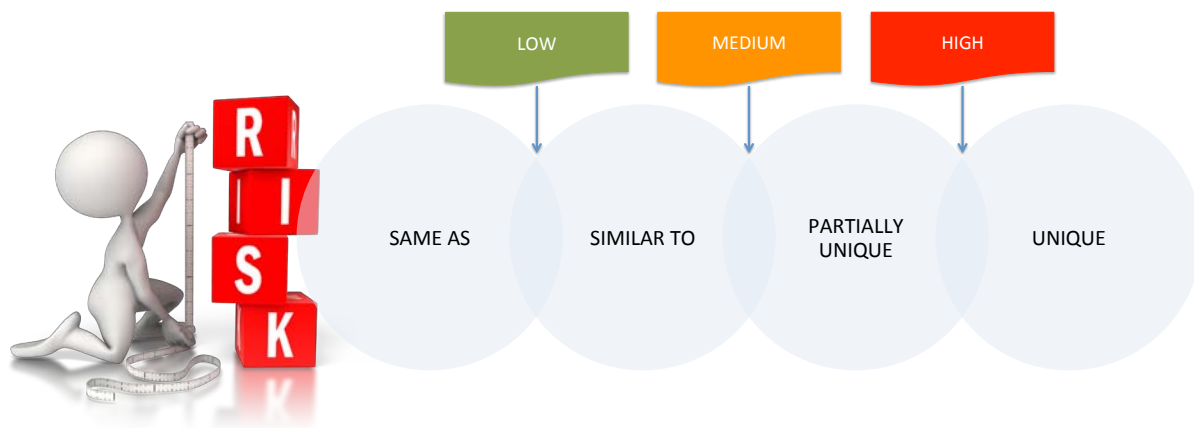 LOW
MEDIUM
HIGH
R
I I
S
K
SAME AS
SIMILAR TO
PARTIALLY
UNIQUE
UNIQUE